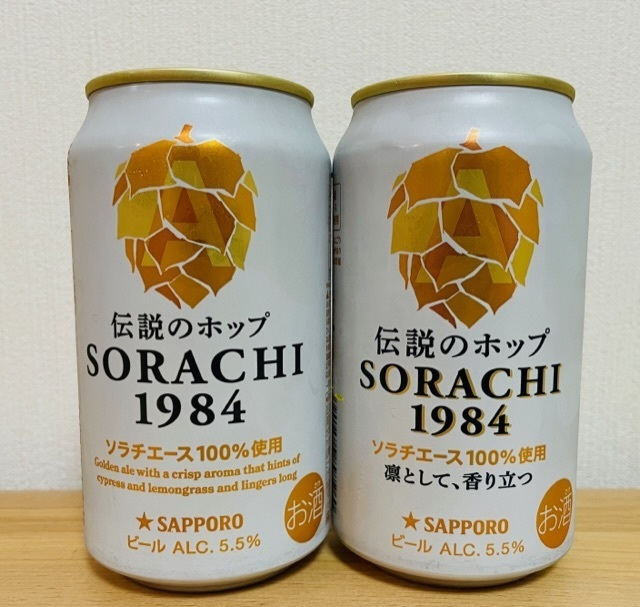 伝説のホップ
SORACHI
1984
ソラチエース100%使用
Golden ale with a crisp aroma that hints of
cypress and lemongrass and lingers long
お酒
★SAPPORO
ビール ALC. 5.5%
伝説のホップ
SORACHI
1984
ソラチエース100%使用
凛として、香り立つ
お酒
★SAPPORO
ビール ALC. 5.5%